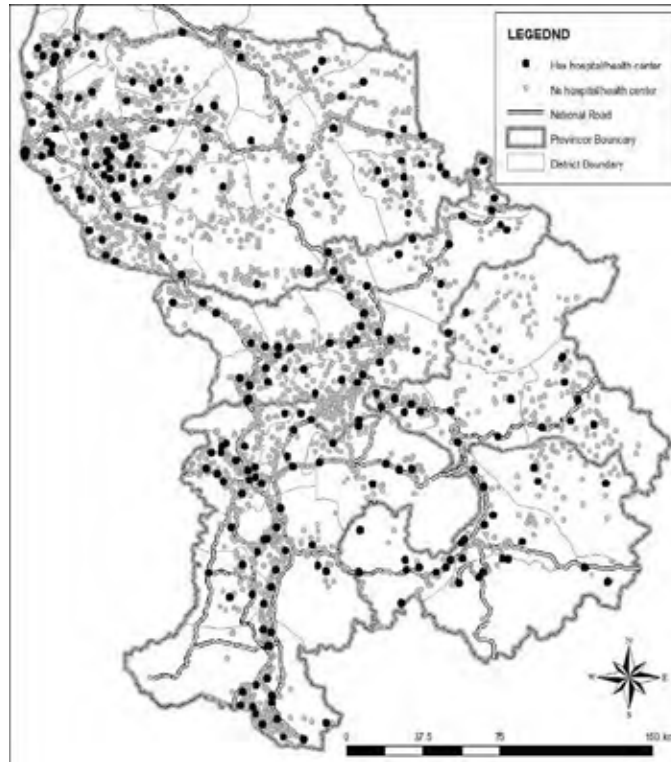 LEGEDND
Has hospital/health center
No hospital/health center
National Road
Province Boundary
District Boundary
N
W E
S
0 37.5 75 150 km